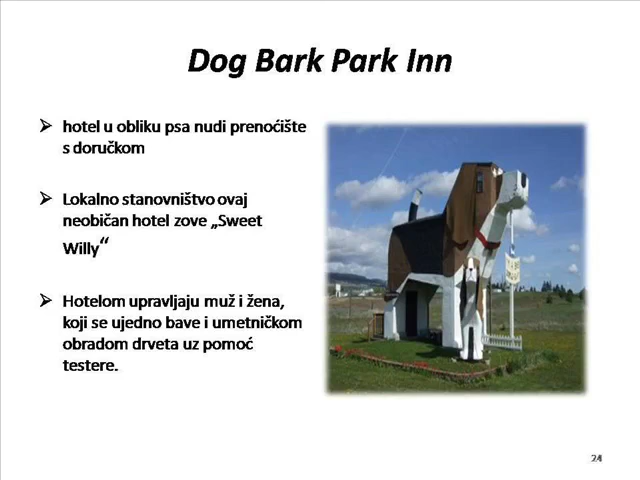 Dog Bark Park Inn
➢ hotel u obliku psa nudi prenoćište
s doručkom
➢ Lokalno stanovništvo ovaj
neobičan hotel zove „Sweet
Willy“
➢ Hotelom upravljaju muž i žena,
koji se ujedno bave i umetničkom
obradom drveta uz pomoć
testere.
24